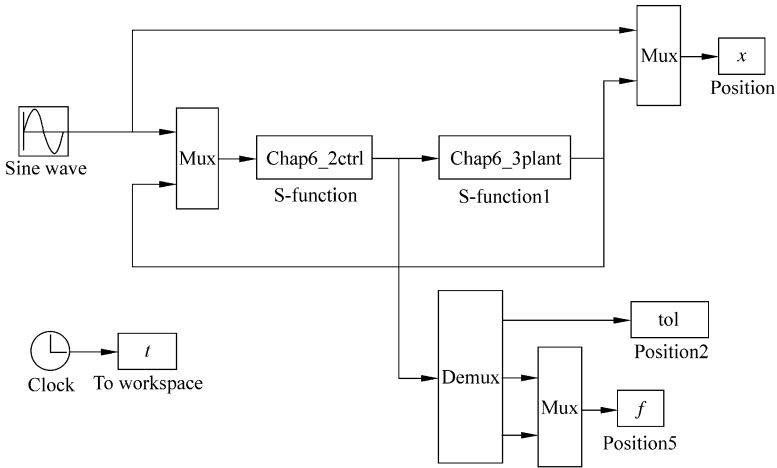 Mux
x
Position
Sine wave
Mux
Chap6_2ctrl
S-function
Chap6_3plant
S-function1
Clock
t
To workspace
Demux
tol
Position2
Mux
f
Position5